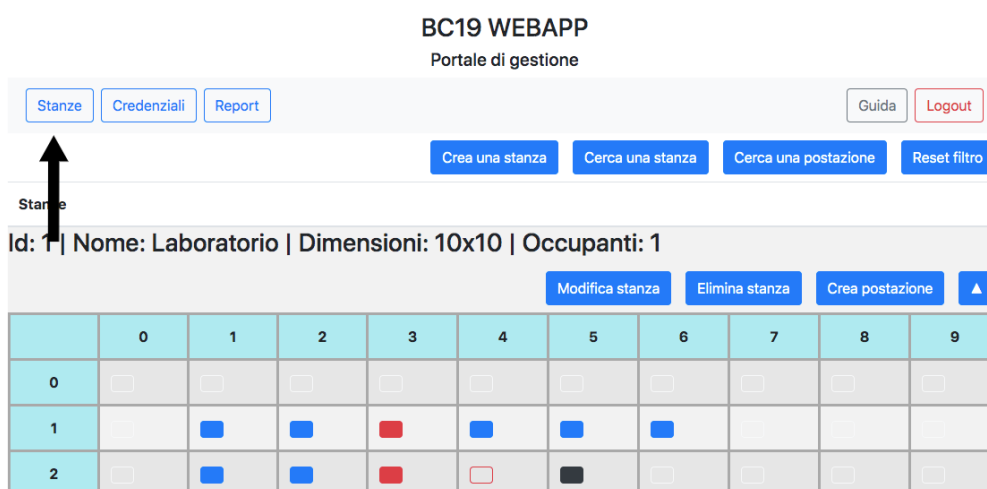 BC19 WEBAPP
Portale di gestione
Stanze Credenziali Report Guida Logout
Crea una stanza Cerca una stanza Cerca una postazione Reset filtro
Stanze
Id: 1 | Nome: Laboratorio | Dimensioni: 10x10 | Occupanti: 1
Modifica stanza Elimina stanza Crea postazione ▲
0 1 2 3 4 5 6 7 8 9
0
1
2